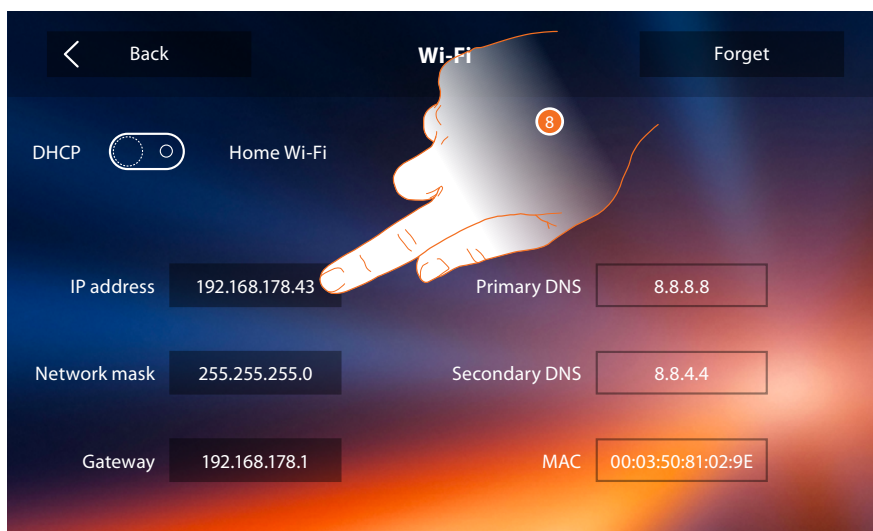 Back
Wi-Fi
Forget
8
DHCP
Home Wi-Fi
IP address 192.168.178.43
Primary DNS 8.8.8.8
Network mask 255.255.255.0
Secondary DNS 8.8.4.4
Gateway 192.168.178.1
MAC 00:03:50:81:02:9E